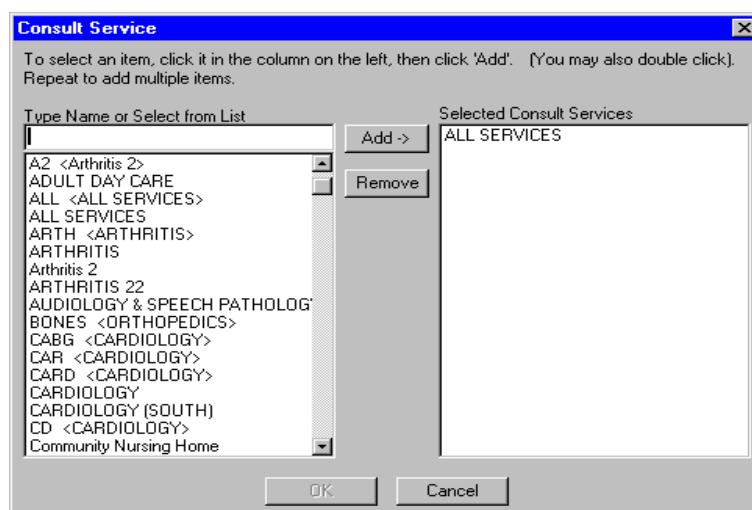 Consult Service
To select an item, click it in the column on the left, then click 'Add'. (You may also double click).
Repeat to add multiple items.
Type Name or Select from List
A2 <Arthritis 2>
ADULT DAY CARE
ALL <ALL SERVICES>
ALL SERVICES
ARTH <ARTHRITIS>
ARTHRITIS
Arthritis 2
ARTHRITIS 22
AUDIOLOGY & SPEECH PATHOLOG
BONES <ORTHOPEDICS>
CABG <CARDIOLOGY>
CAR <CARDIOLOGY>
CARD <CARDIOLOGY>
CARDIOLOGY
CARDIOLOGY (SOUTH)
CD <CARDIOLOGY>
Community Nursing Home
Add ->
Remove
Selected Consult Services
ALL SERVICES
OK
Cancel